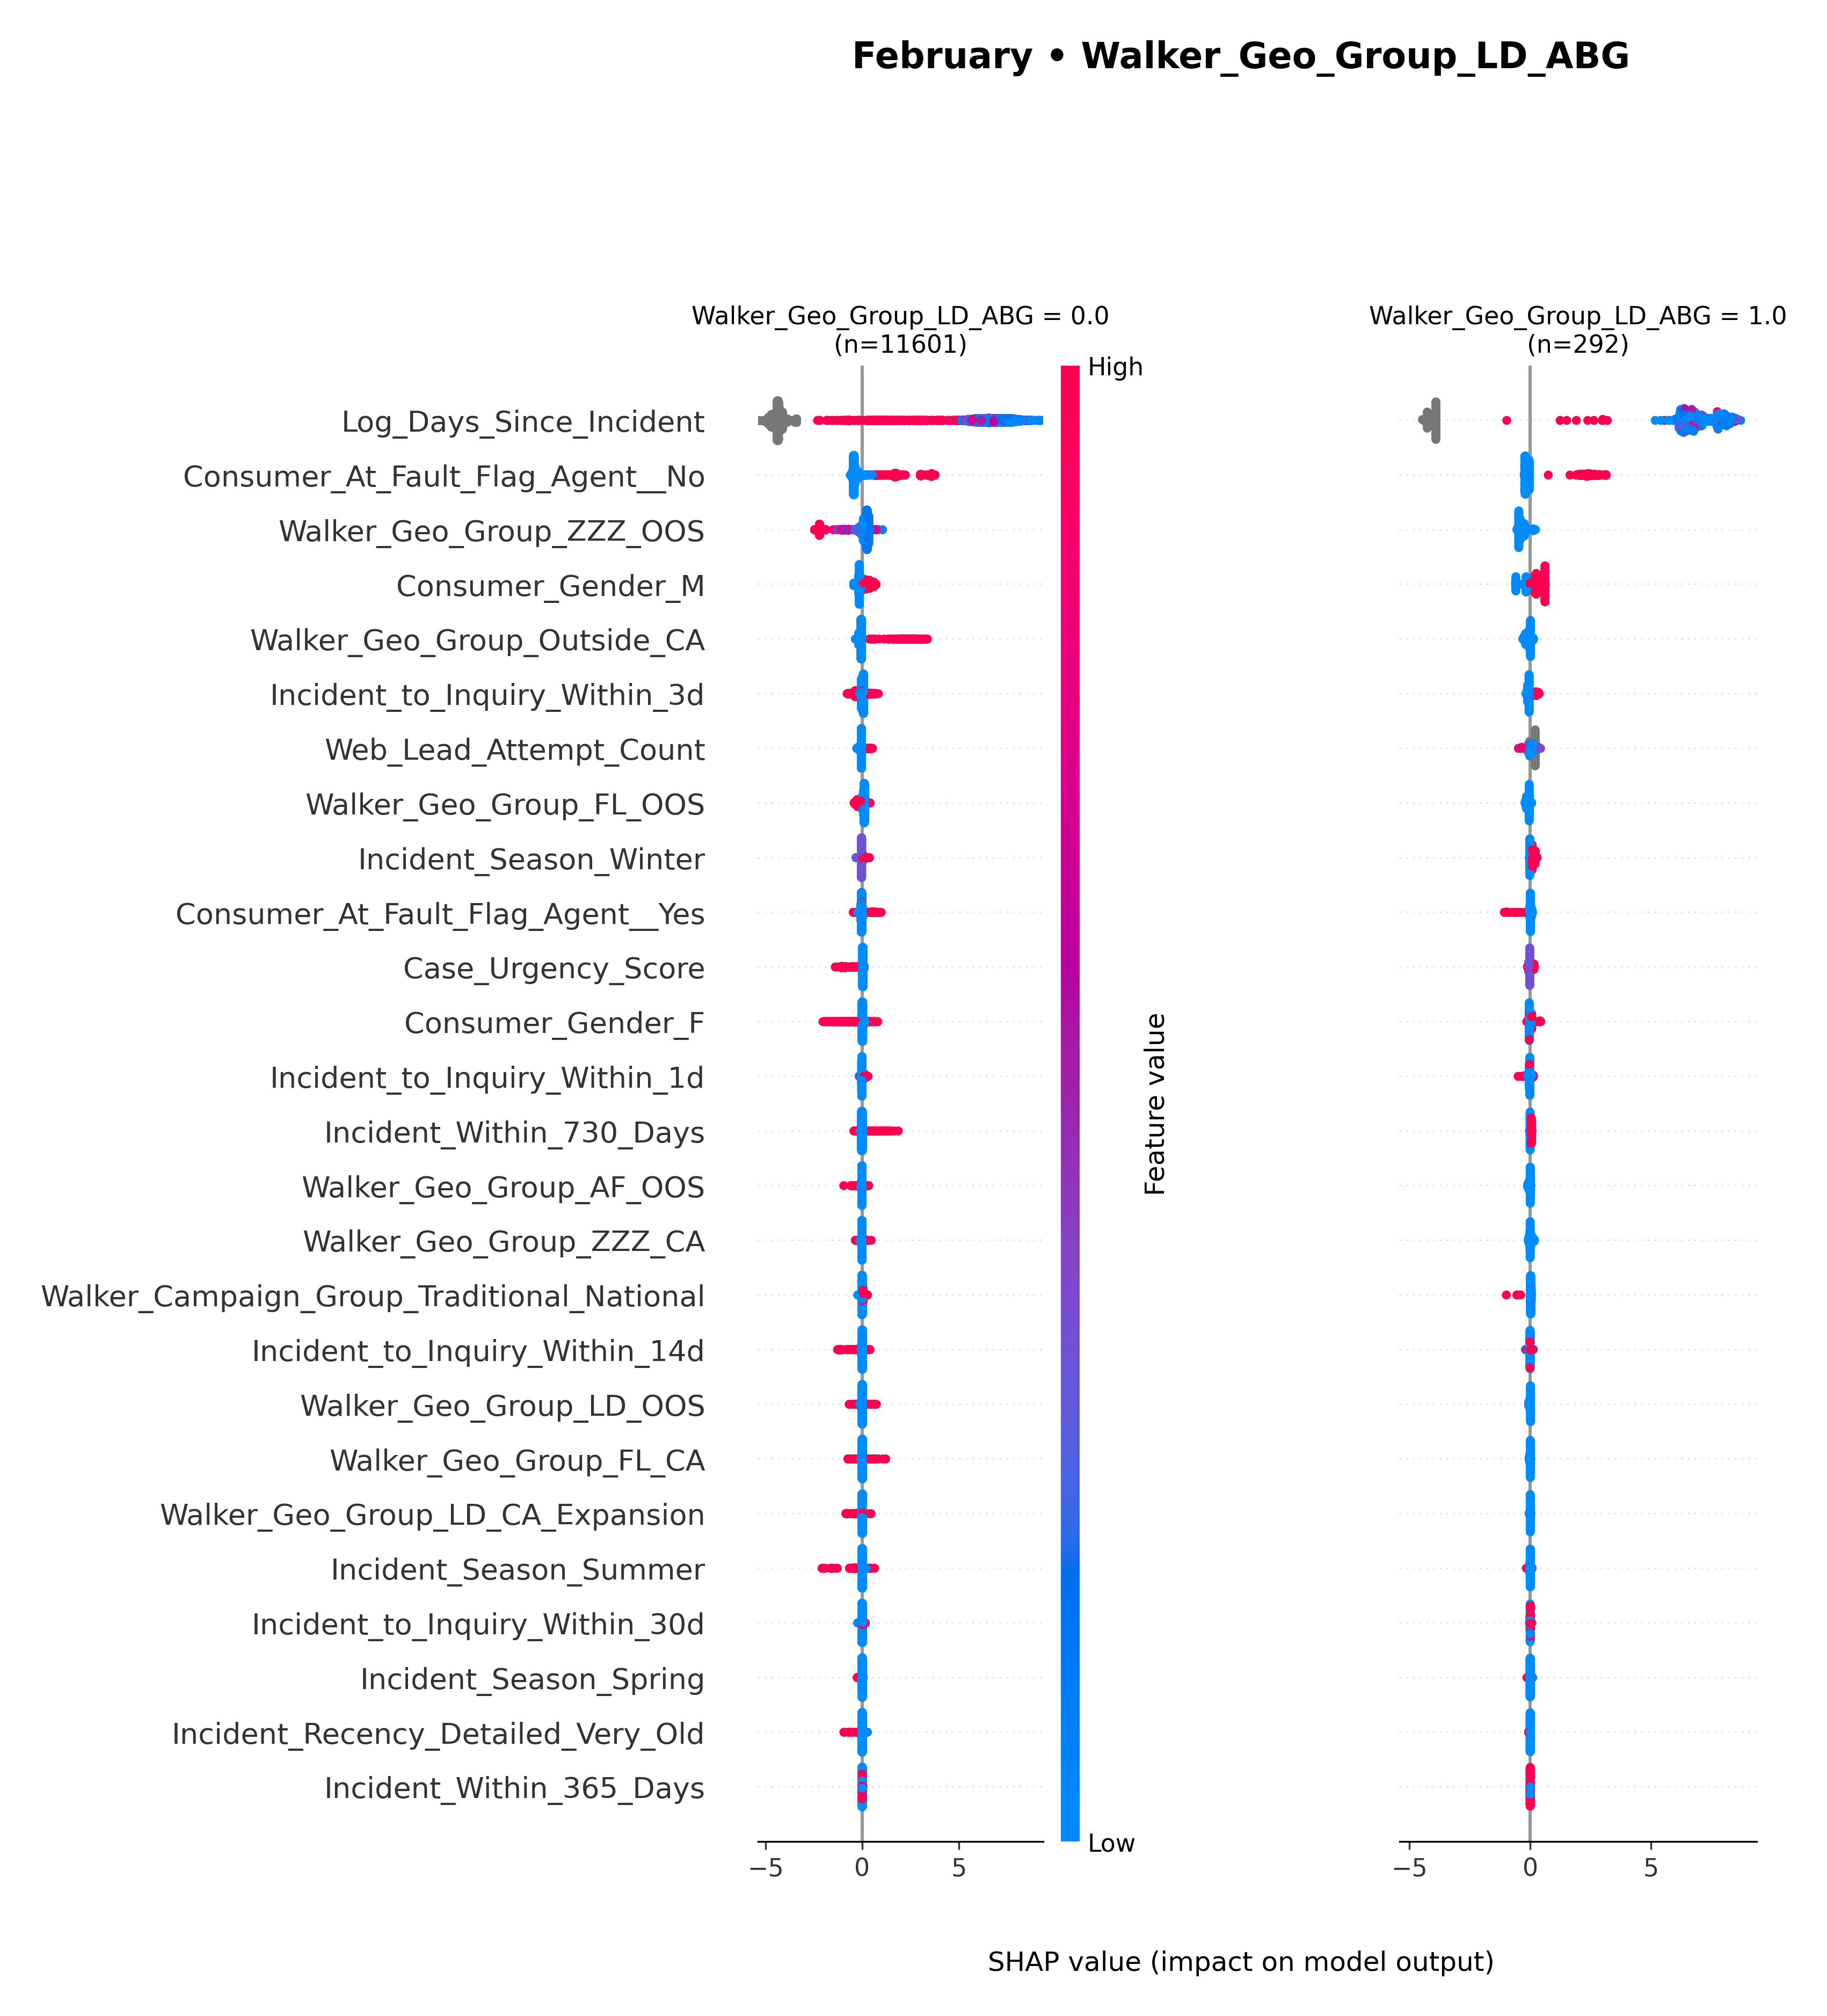 February • Walker_Geo_Group_LD_ABG
Walker_Geo_Group_LD_ABG = 0.0
(n=11601)
Walker_Geo_Group_LD_ABG = 1.0
(n=292)
High
Log_Days_Since_Incident
Consumer_At_Fault_Flag_Agent__No
Walker_Geo_Group_ZZZ_OOS
Consumer_Gender_M
Walker_Geo_Group_Outside_CA
Incident_to_Inquiry_Within_3d
Web_Lead_Attempt_Count
Walker_Geo_Group_FL_OOS
Incident_Season_Winter
Consumer_At_Fault_Flag_Agent__Yes
Case_Urgency_Score
Consumer_Gender_F
Incident_to_Inquiry_Within_1d
Incident_Within_730_Days
Walker_Geo_Group_AF_OOS
Walker_Geo_Group_ZZZ_CA
Walker_Campaign_Group_Traditional_National
Incident_to_Inquiry_Within_14d
Walker_Geo_Group_LD_OOS
Walker_Geo_Group_FL_CA
Walker_Geo_Group_LD_CA_Expansion
Incident_Season_Summer
Incident_to_Inquiry_Within_30d
Incident_Season_Spring
Incident_Recency_Detailed_Very_Old
Incident_Within_365_Days
Feature value
Low
−5 0 5
−5 0 5
SHAP value (impact on model output)